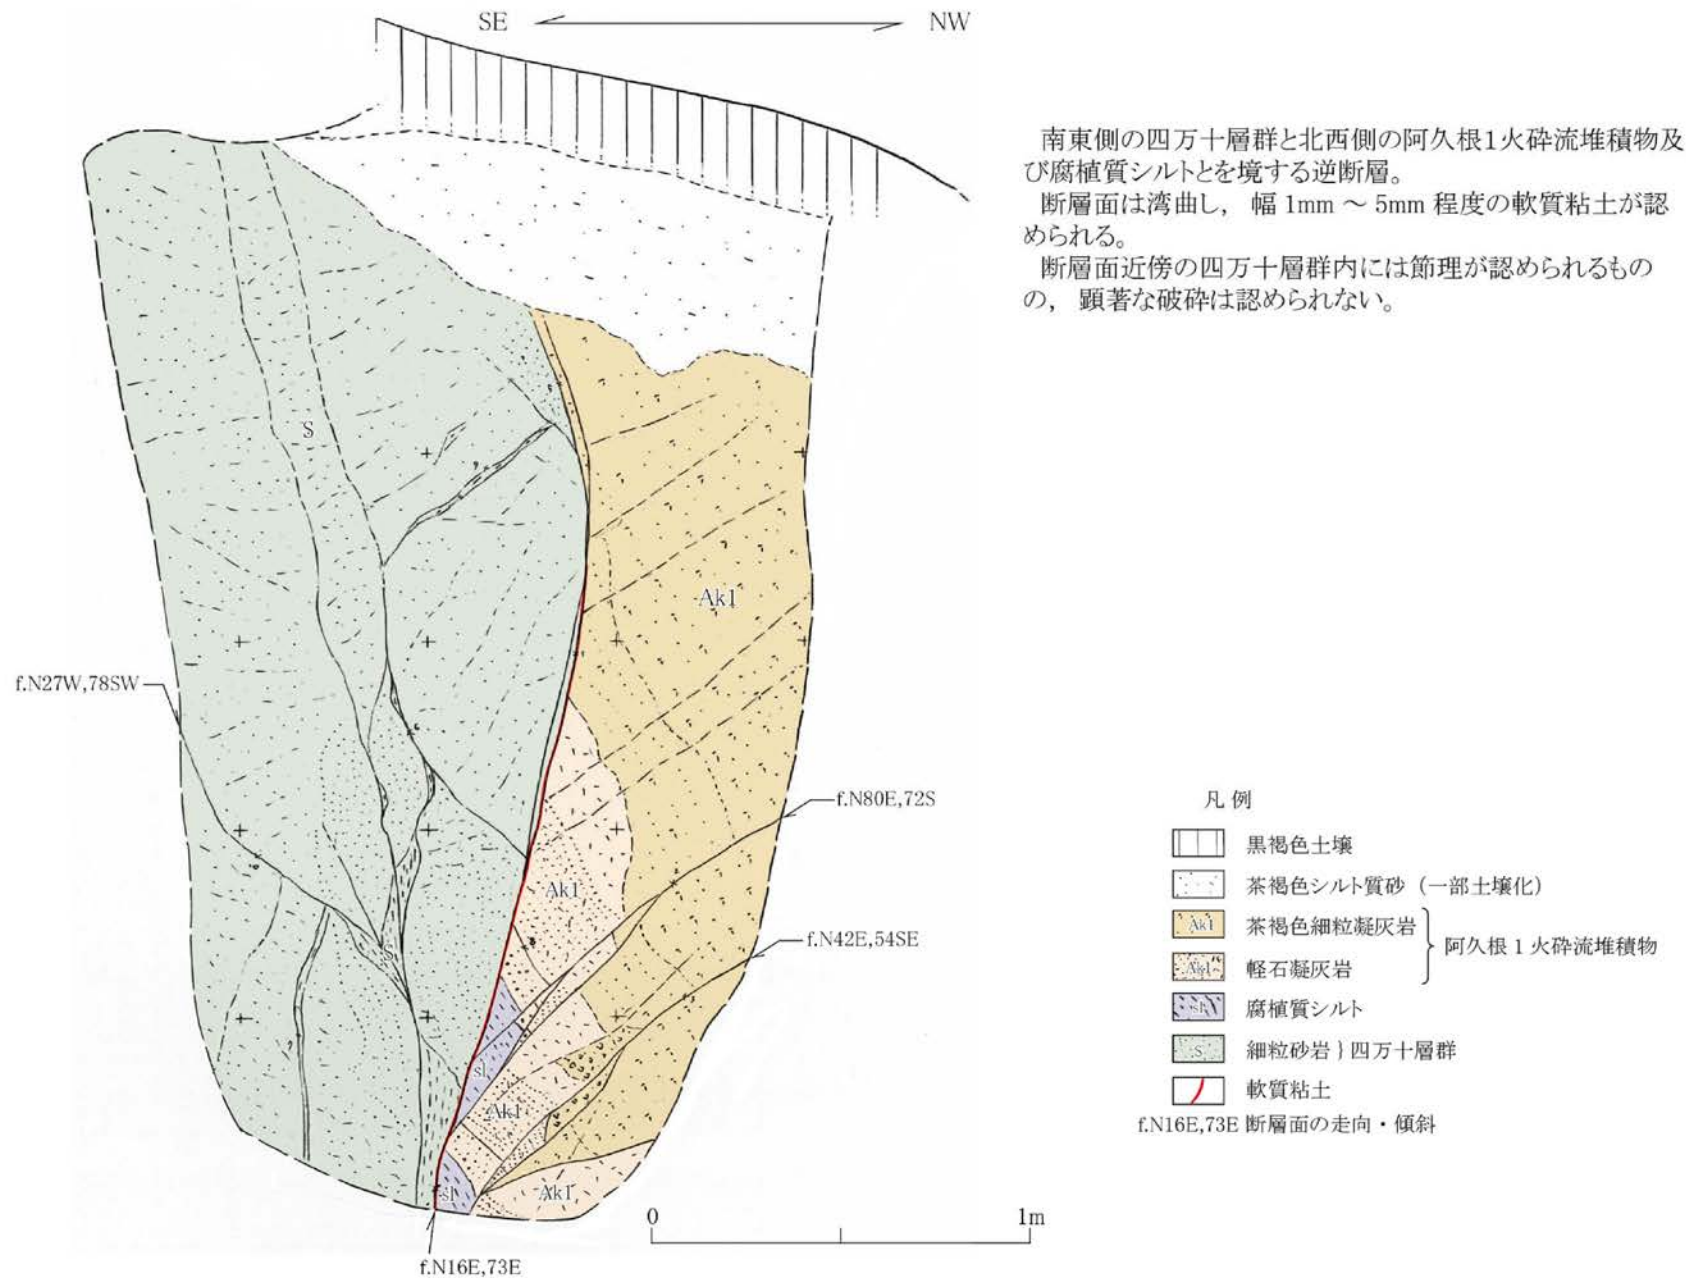 SE
NW
南東側の四万十層群と北西側の阿久根1火砕流堆積物及
び腐植質シルトとを境する逆断層。
断層面は湾曲し， 幅 1mm ～ 5mm 程度の軟質粘土が認
められる。
断層面近傍の四万十層群内には節理が認められるもの
の， 顕著な破砕は認められない。
S
Ak1
f.N27W,78SW
f.N80E,72S
Ak1
f.N42E,54SE
S
sl
Ak1
sl
Ak1
f.N16E,73E
0
1m
凡 例
黒褐色土壌
茶褐色シルト質砂（一部土壌化）
Ak1 茶褐色細粒凝灰岩
Ak1 軽石凝灰岩
阿久根 1 火砕流堆積物
sl 腐植質シルト
S 細粒砂岩 } 四万十層群
軟質粘土
f.N16E,73E 断層面の走向・傾斜